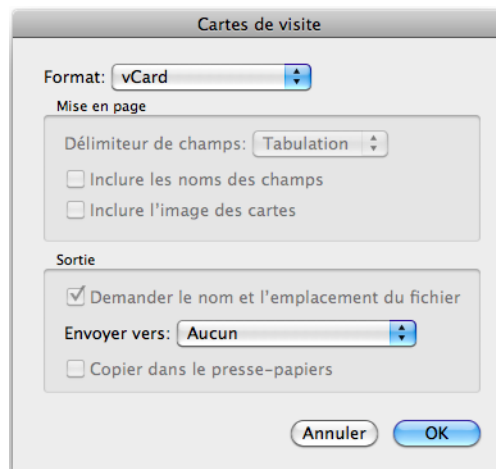 Cartes de visite
Format: vCard
Mise en page
Délimiteur de champs: Tabulation
Inclure les noms des champs
Inclure l'image des cartes
Sortie
Demander le nom et l'emplacement du fichier
Envoyer vers: Aucun
Copier dans le presse-papiers
Annuler OK